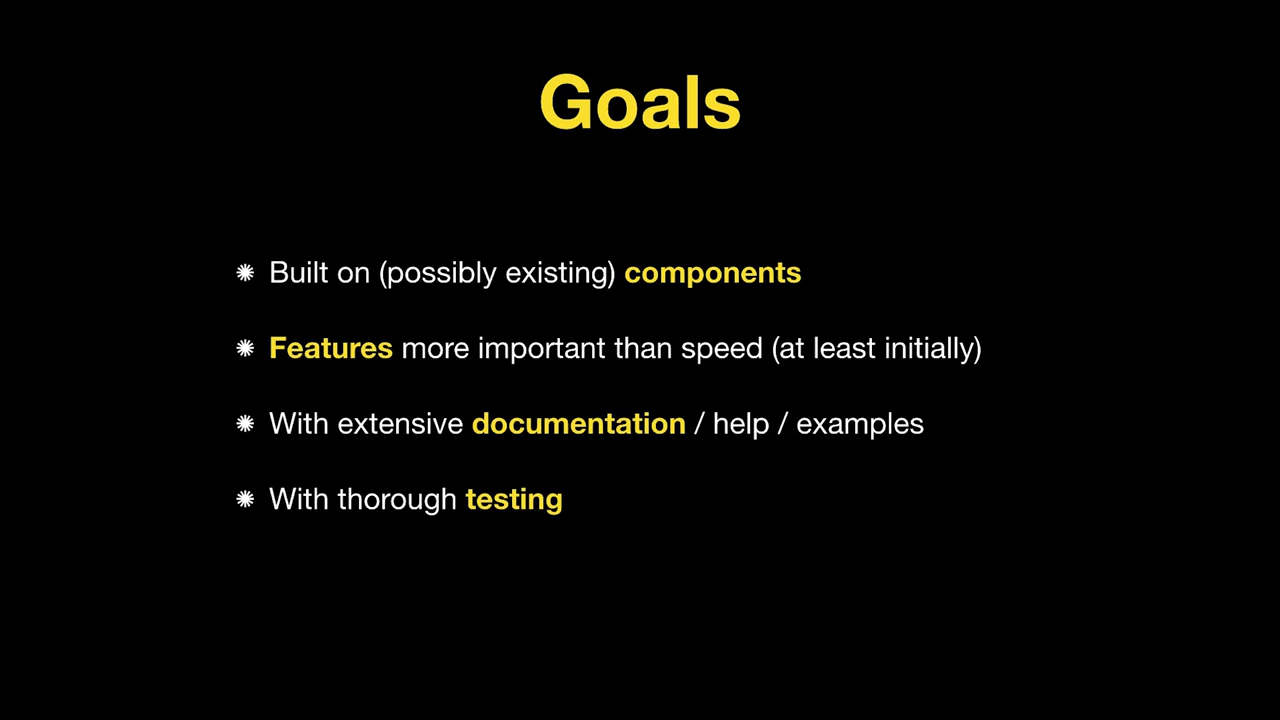 Goals
✺ Built on (possibly existing) components
✺ Features more important than speed (at least initially)
✺ With extensive documentation / help / examples
✺ With thorough testing